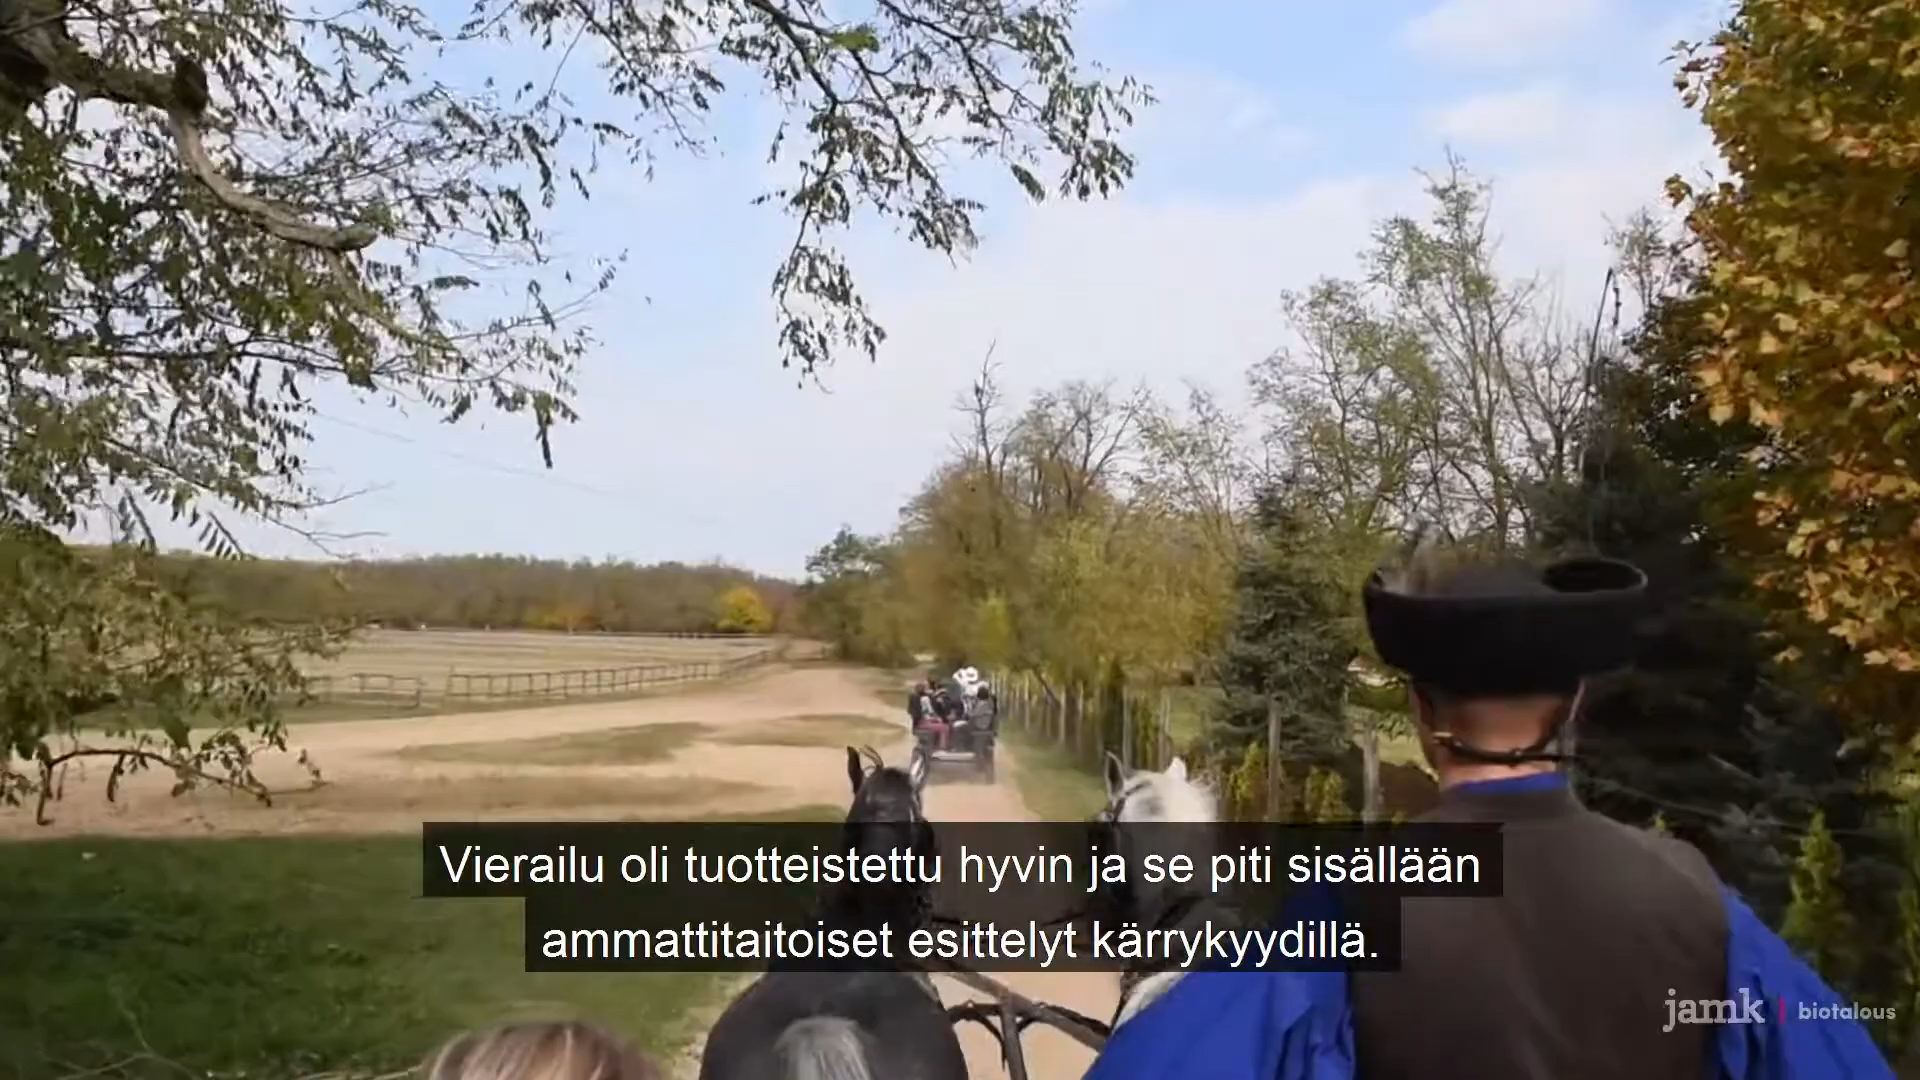 Vierailu oli tuotteistettu hyvin ja se piti sisällään
ammattitaitoiset esittelyt kärrykyydillä.
jamk | biotalous